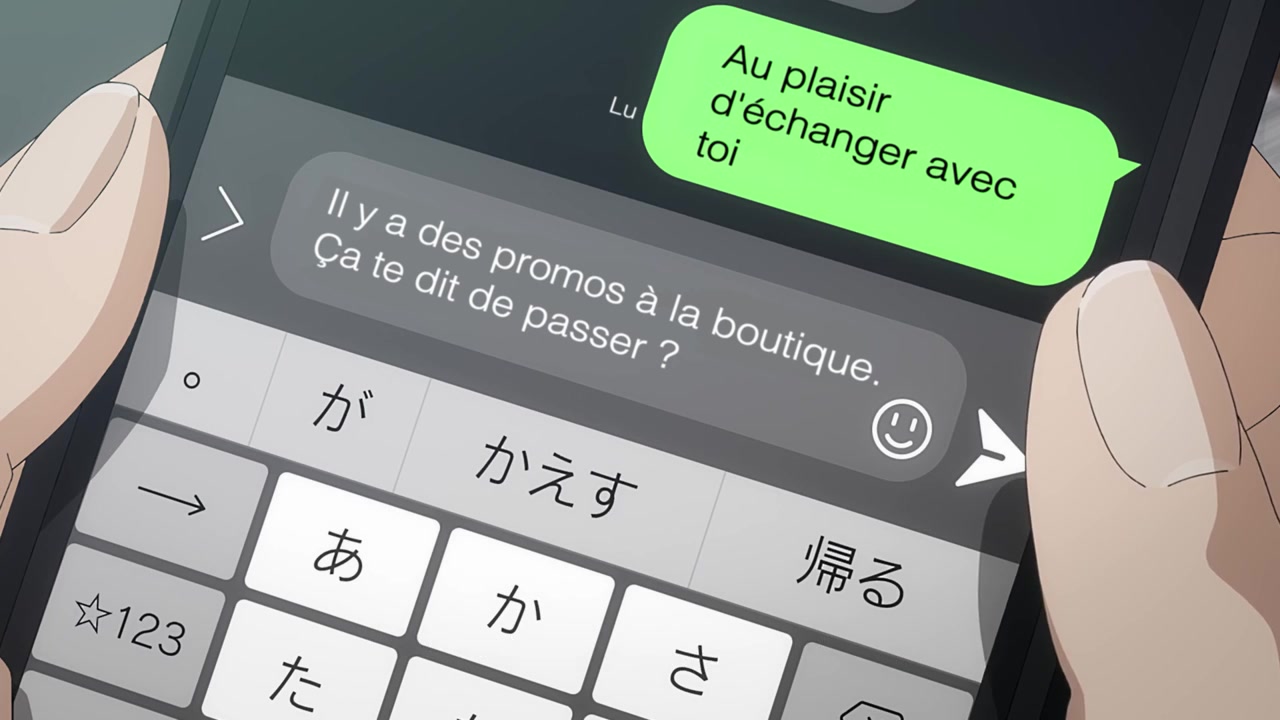 Au plaisir
d'échanger avec
toi
Lu
Il y a des promos à la boutique.
Ça te dit de passer ?
。 が かえす 帰る
→ あ か さ
☆123 た